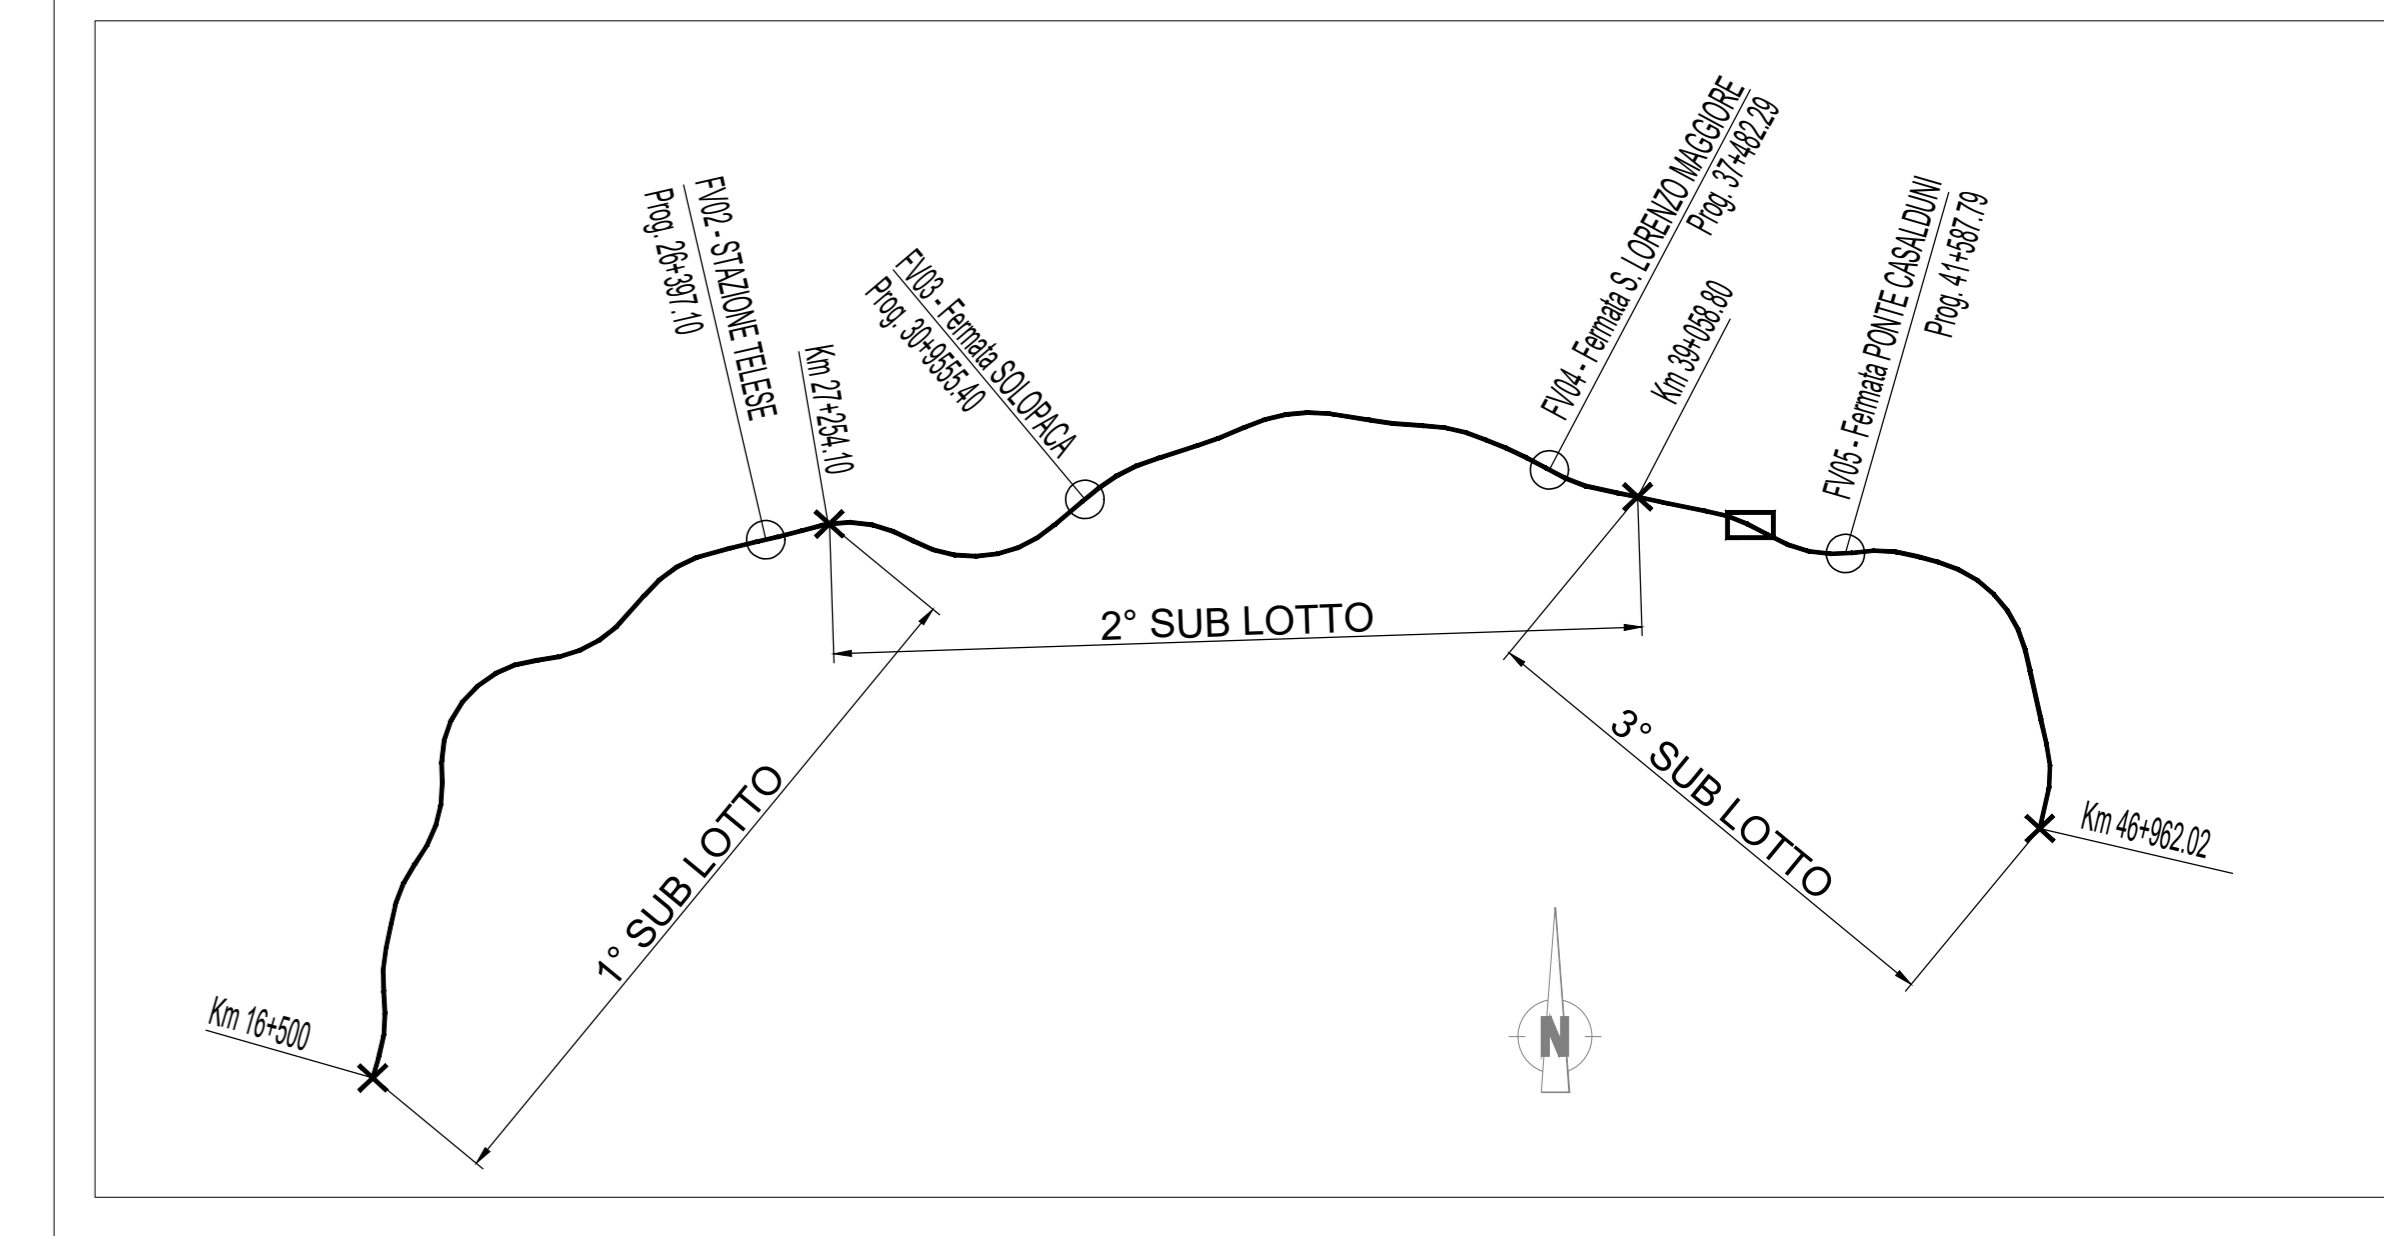 FV02 - STAZIONE TELESE
Prog. 26+397.10
Km 27+254.10
FV03 - Fermata SOLOPACA
Prog. 30+9555.40
FV04 - Fermata S. LORENZO MAGGIORE
Prog. 37+482.29
Km 39+058.80
FV05 - Fermata PONTE CASALDUNI
Prog. 41+587.79
2° SUB LOTTO
1° SUB LOTTO
3° SUB LOTTO
Km 46+962.02
Km 16+500
N